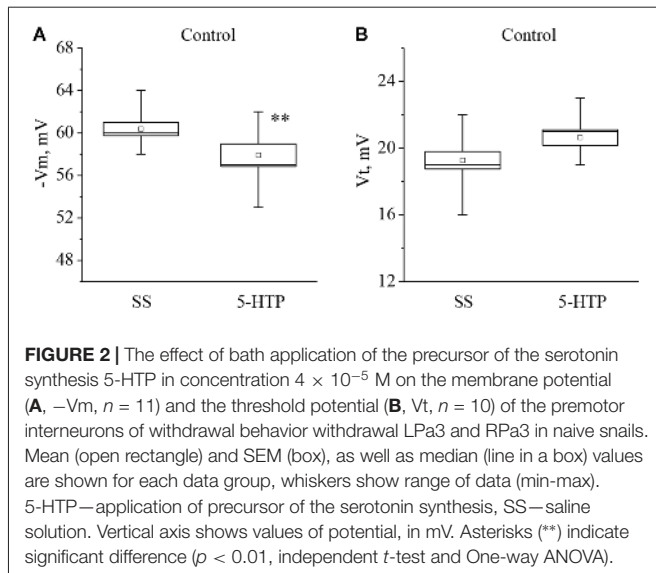 A Control
B Control
-Vm, mV
68
64
60
56
52
48
**
SS 5-HTP
Vt, mV
24
20
16
12
SS 5-HTP
FIGURE 2 | The effect of bath application of the precursor of the serotonin
synthesis 5-HTP in concentration 4 × 10⁻⁵ M on the membrane potential
(A, −Vm, n = 11) and the threshold potential (B, Vt, n = 10) of the premotor
interneurons of withdrawal behavior withdrawal LPa3 and RPa3 in naive snails.
Mean (open rectangle) and SEM (box), as well as median (line in a box) values
are shown for each data group, whiskers show range of data (min-max).
5-HTP—application of precursor of the serotonin synthesis, SS—saline
solution. Vertical axis shows values of potential, in mV. Asterisks (**) indicate
significant difference (p < 0.01, independent t-test and One-way ANOVA).